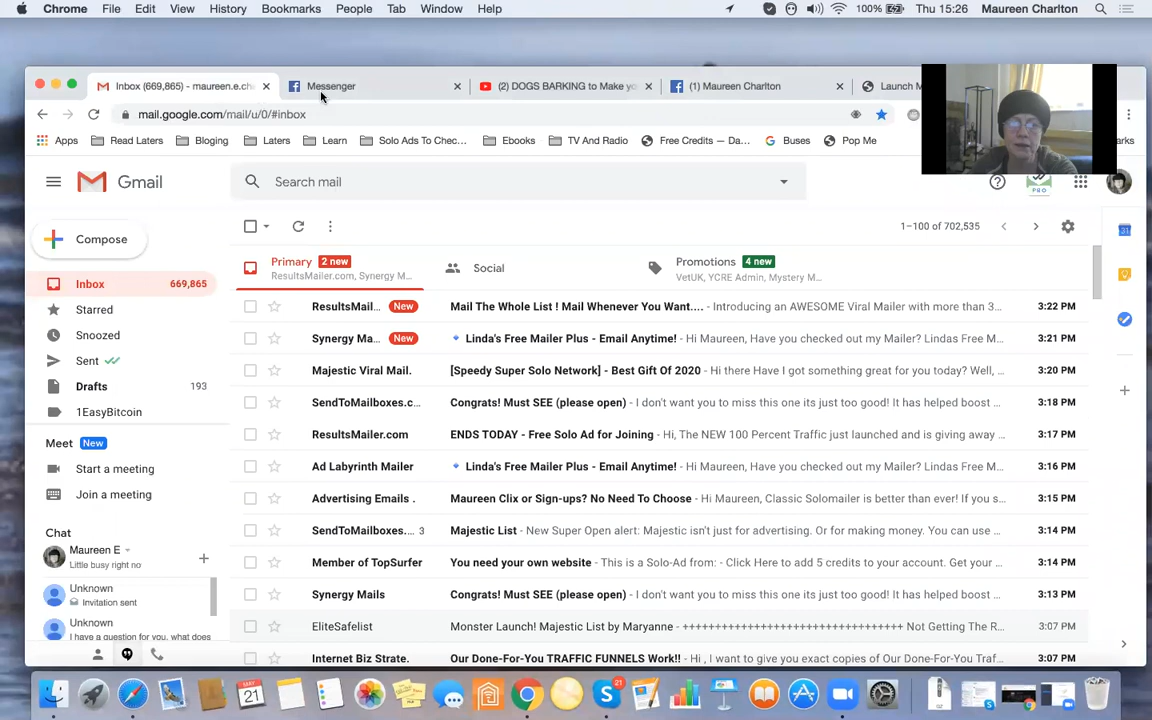 Chrome File Edit View History Bookmarks People Tab Window Help 100% Thu 15:26 Maureen Charlton
Inbox (669,865) - maureen.e.ch Messenger (2) DOGS BARKING to Make yo (1) Maureen Charlton Launch M
mail.google.com/mail/u/0/#inbox
Apps Read Laters Bloging Laters Learn Solo Ads To Chec... Ebooks TV And Radio Free Credits — Da... Buses Pop Me
Gmail Search mail
PRO
Compose
1–100 of 702,535
Primary 2 new
ResultsMailer.com, Synergy M...
Social
Promotions 4 new
VetUK, YCRE Admin, Mystery M...
Inbox 669,865
Starred
Snoozed
Sent
Drafts 193
1EasyBitcoin
Meet New
Start a meeting
Join a meeting
Chat
Maureen E
Little busy right no
Unknown
Invitation sent
Unknown
I have a question for you, what does
ResultsMail... New Mail The Whole List ! Mail Whenever You Want.... - Introducing an AWESOME Viral Mailer with more than 3... 3:22 PM
Synergy Ma... New Linda's Free Mailer Plus - Email Anytime! - Hi Maureen, Have you checked out my Mailer? Lindas Free M... 3:21 PM
Majestic Viral Mail. [Speedy Super Solo Network] - Best Gift Of 2020 - Hi there Have I got something great for you today? Well, ... 3:20 PM
SendToMailboxes.c... Congrats! Must SEE (please open) - I don't want you to miss this one its just too good! It has helped boost ... 3:18 PM
ResultsMailer.com ENDS TODAY - Free Solo Ad for Joining - Hi, The NEW 100 Percent Traffic just launched and is giving away ... 3:17 PM
Ad Labyrinth Mailer Linda's Free Mailer Plus - Email Anytime! - Hi Maureen, Have you checked out my Mailer? Lindas Free M... 3:16 PM
Advertising Emails . Maureen Clix or Sign-ups? No Need To Choose - Hi Maureen, Classic Solomailer is better than ever! If you s... 3:15 PM
SendToMailboxes.... 3 Majestic List - New Super Open alert: Majestic isn't just for advertising. Or for making money. You can use ... 3:14 PM
Member of TopSurfer You need your own website - This is a Solo-Ad from: - Click Here to add 5 credits to your account. Get your ... 3:14 PM
Synergy Mails Congrats! Must SEE (please open) - I don't want you to miss this one its just too good! It has helped boost ... 3:13 PM
EliteSafelist Monster Launch! Majestic List by Maryanne - ++++++++++++++++++++++++++++++++ Not Getting The R... 3:07 PM
Internet Biz Strate. Our Done-For-You TRAFFIC FUNNELS Work!! - Hi , I want to give you exact copies of Our Done-For-You Traf... 3:07 PM
MAY
21
21